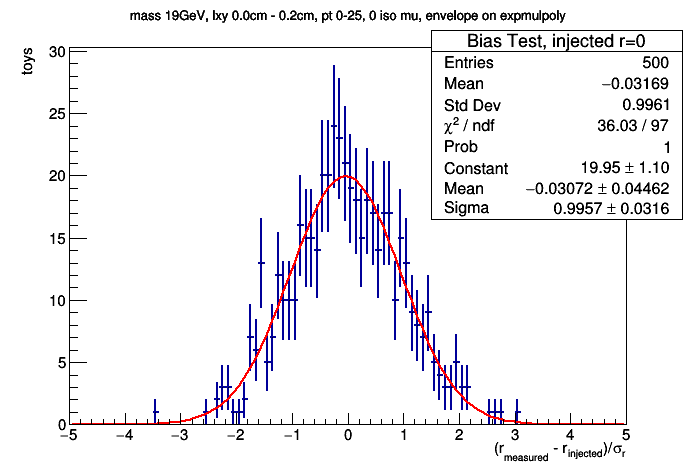 mass 19GeV, lxy 0.0cm - 0.2cm, pt 0-25, 0 iso mu, envelope on expmulpoly
toys
Bias Test, injected r=0
Entries 500
Mean −0.03169
Std Dev 0.9961
χ² / ndf 36.03 / 97
Prob 1
Constant 19.95 ± 1.10
Mean −0.03072 ± 0.04462
Sigma 0.9957 ± 0.0316
30
25
20
15
10
5
0
−5 −4 −3 −2 −1 0 1 2 3 4 5
(r_measured - r_injected)/σ_r